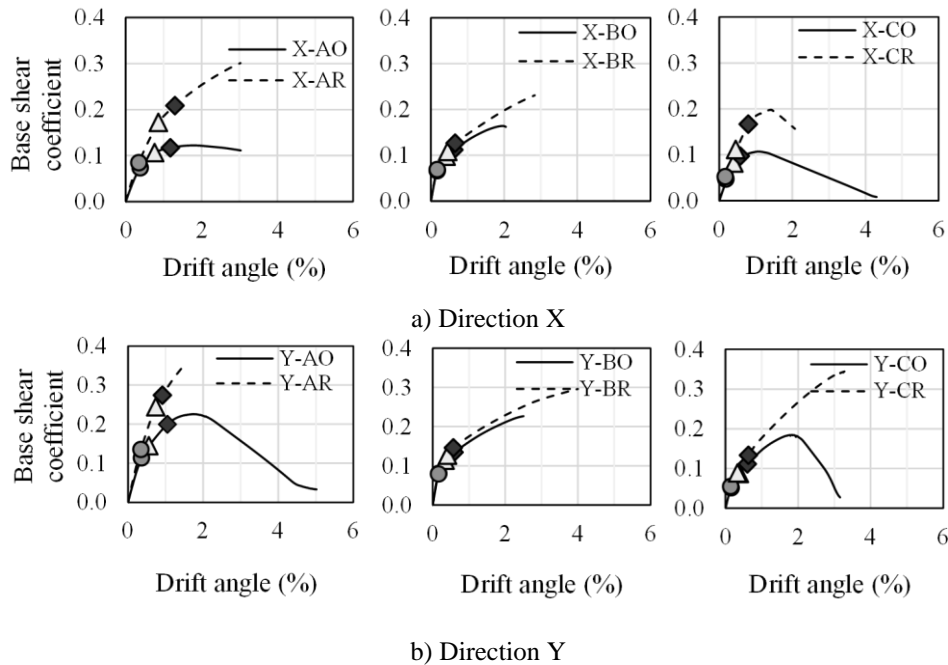 Base shear
coefficient
0.4
0.3
0.2
0.1
0.0
X-AO
X-AR
0 2 4 6
Drift angle (%)
0.4
0.3
0.2
0.1
0.0
X-BO
X-BR
0 2 4 6
Drift angle (%)
0.4
0.3
0.2
0.1
0.0
X-CO
X-CR
0 2 4 6
Drift angle (%)
a) Direction X
Base shear
coefficient
0.4
0.3
0.2
0.1
0.0
Y-AO
Y-AR
0 2 4 6
Drift angle (%)
0.4
0.3
0.2
0.1
0.0
Y-BO
Y-BR
0 2 4 6
Drift angle (%)
0.4
0.3
0.2
0.1
0.0
Y-CO
Y-CR
0 2 4 6
Drift angle (%)
b) Direction Y